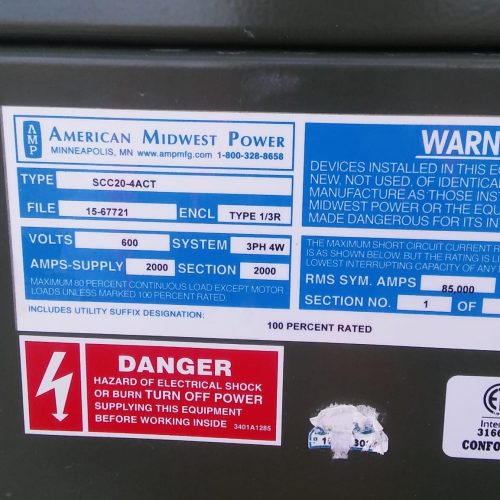 AMP
AMERICAN MIDWEST POWER
MINNEAPOLIS, MN www.ampmfg.com 1-800-328-8658
TYPE SCC20-4ACT
FILE 15-67721 ENCL TYPE 1/3R
VOLTS 600 SYSTEM 3PH 4W
AMPS-SUPPLY 2000 SECTION 2000
MAXIMUM 80 PERCENT CONTINUOUS LOAD EXCEPT MOTOR
LOADS UNLESS MARKED 100 PERCENT RATED.
INCLUDES UTILITY SUFFIX DESIGNATION:
100 PERCENT RATED
WARN
DEVICES INSTALLED IN THIS E
NEW, NOT USED. OF IDENTICA
MANUFACTURE AS THOSE INS
MIDWEST POWER OR THE EQU
MADE DANGEROUS FOR ITS IN
THE MAXIMUM SHORT CIRCUIT CURRENT R
IS AS SHOWN BELOW. BUT THE RATING IS LI
LOWEST INTERRUPTING CAPACITY OF ANY
RMS SYM. AMPS 85,000
SECTION NO. 1 OF
DANGER
HAZARD OF ELECTRICAL SHOCK
OR BURN TURN OFF POWER
SUPPLYING THIS EQUIPMENT
BEFORE WORKING INSIDE 3401A1285
Inter
316
CONFO